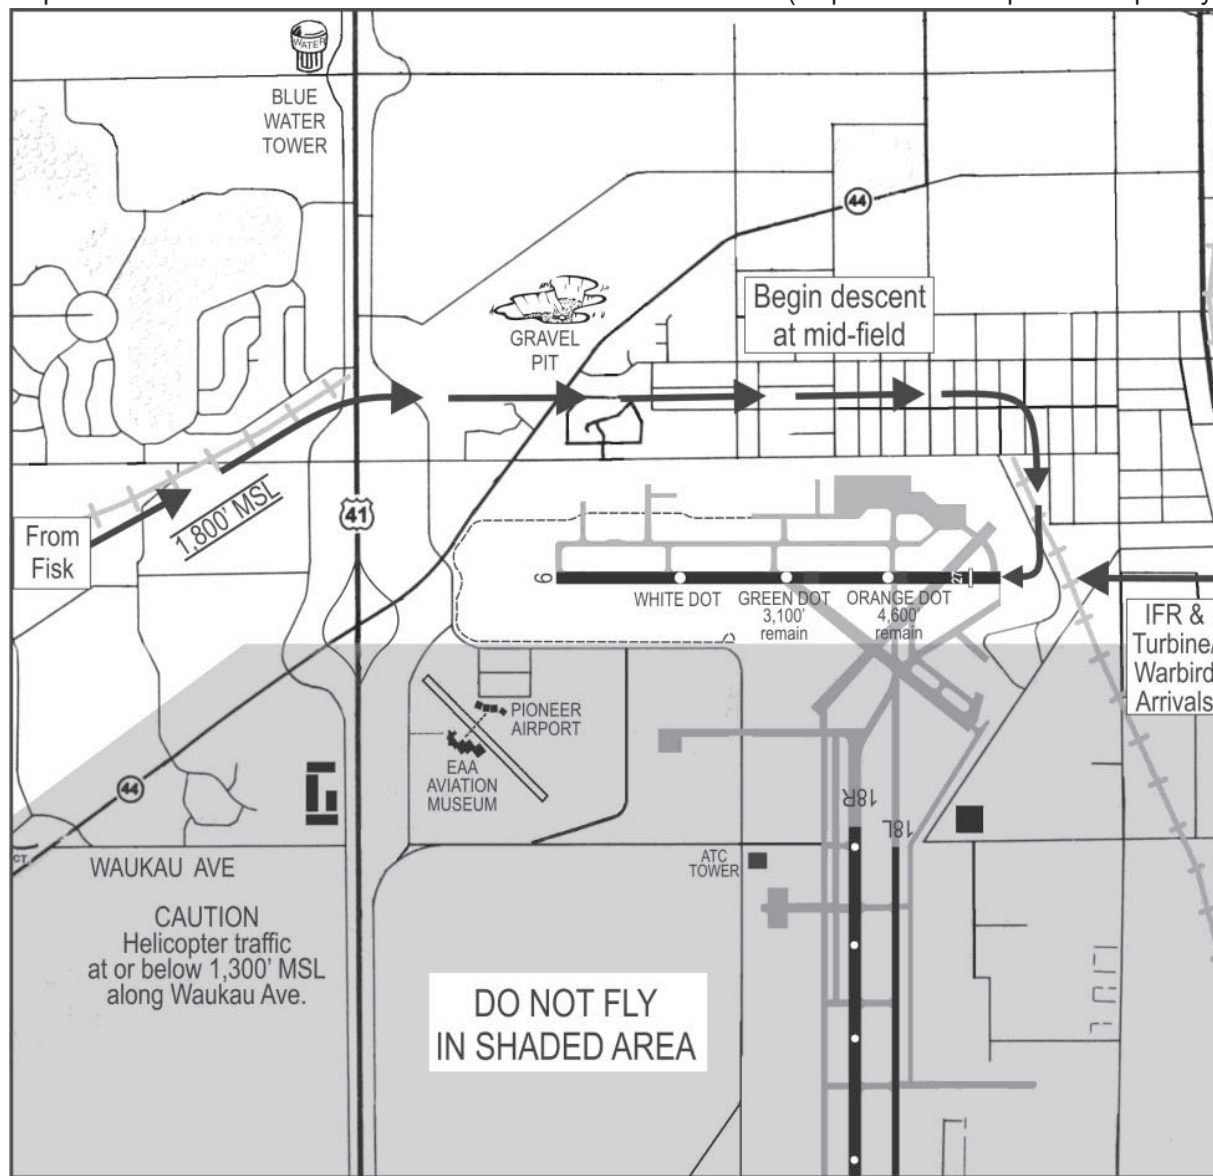 WATER
BLUE
WATER
TOWER
44
GRAVEL
PIT
Begin descent
at mid-field
From
Fisk
1,800' MSL
41
9
27
WHITE DOT
GREEN DOT
3,100'
remain
ORANGE DOT
4,600'
remain
IFR &
Turbine/
Warbird
Arrivals
PIONEER
AIRPORT
EAA
AVIATION
MUSEUM
44
18R
18L
CT.
WAUKAU AVE
ATC
TOWER
CAUTION
Helicopter traffic
at or below 1,300' MSL
along Waukau Ave.
DO NOT FLY
IN SHADED AREA